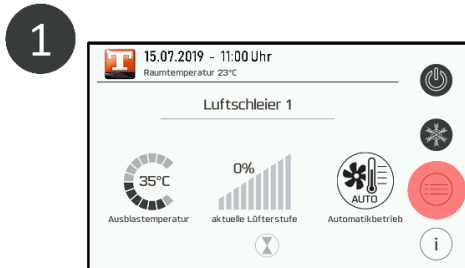 1
T
15.07.2019 - 11:00 Uhr
Raumtemperatur 23°C
Luftschleier 1
35°C
0%
AUTO
Ausblastemperatur
aktuelle Lüfterstufe
Automatikbetrieb
i